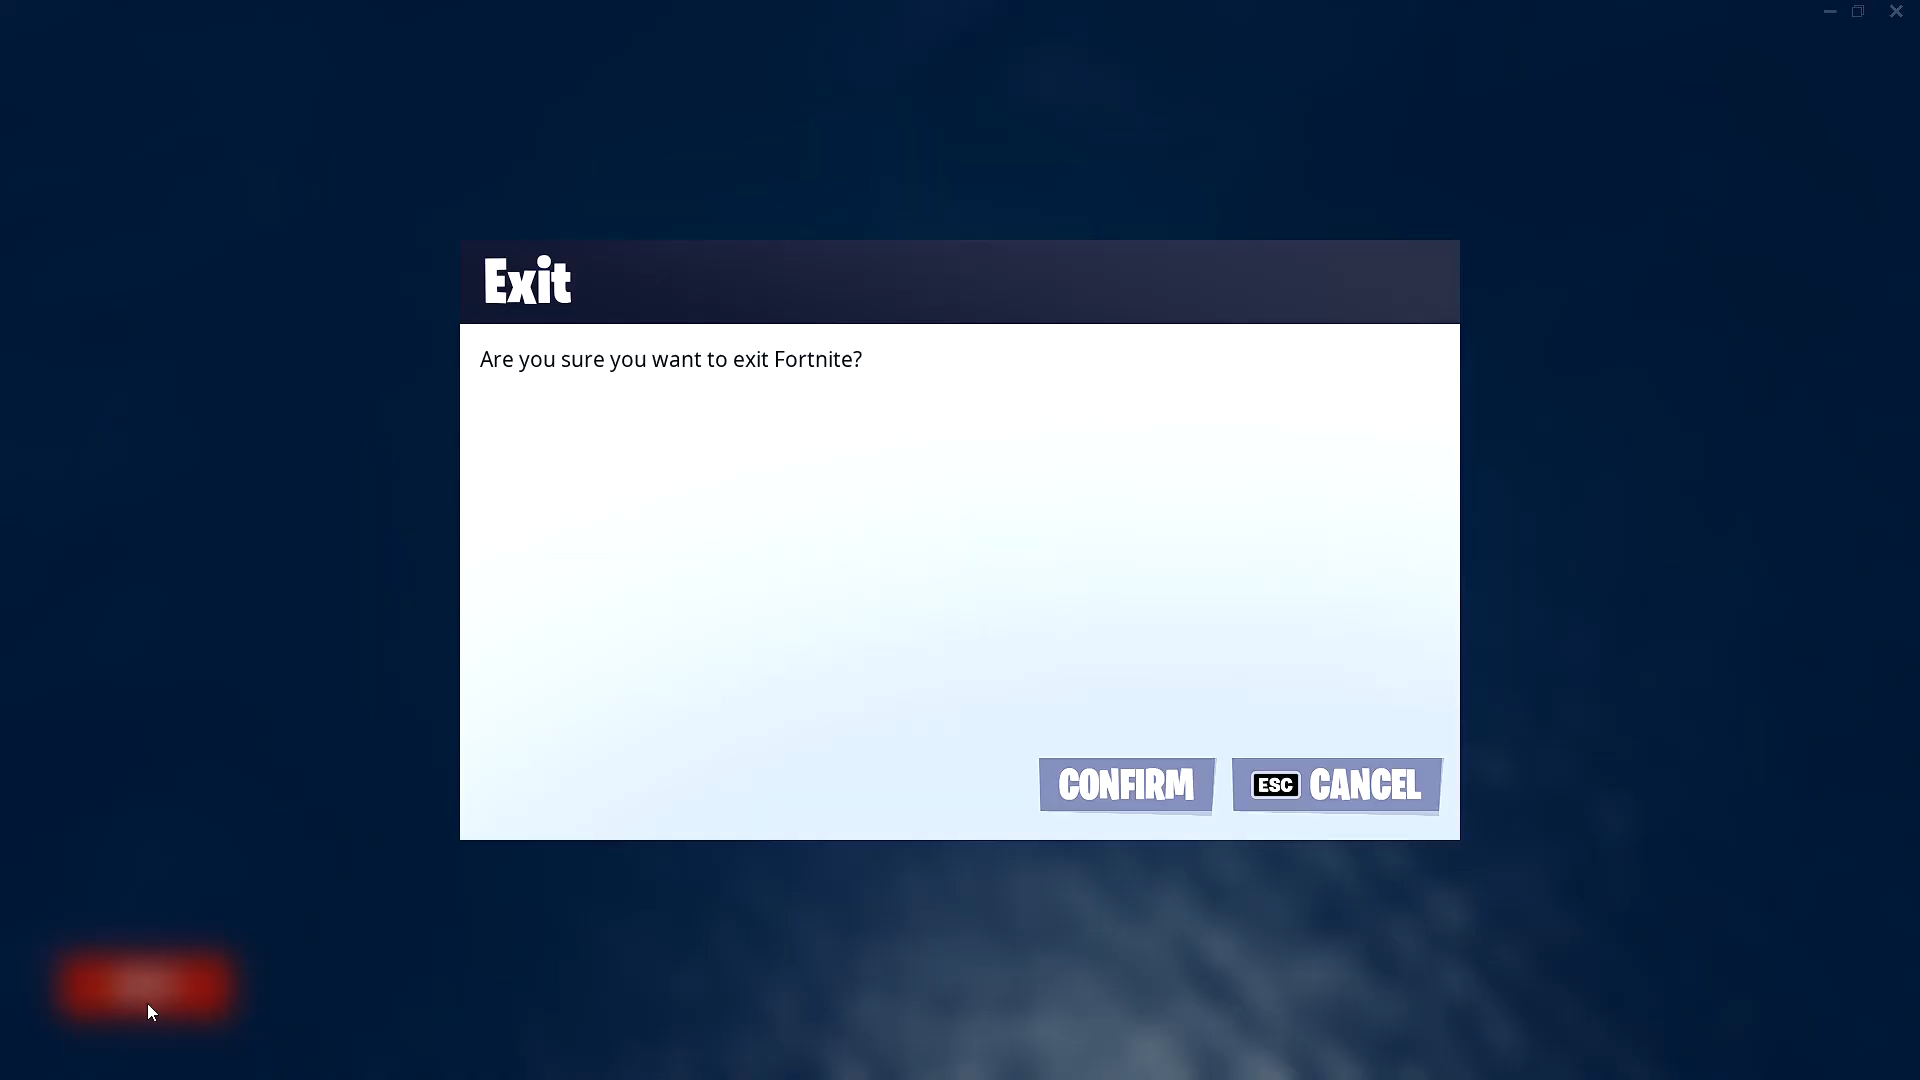 Exit
Are you sure you want to exit Fortnite?
CONFIRM
ESC CANCEL